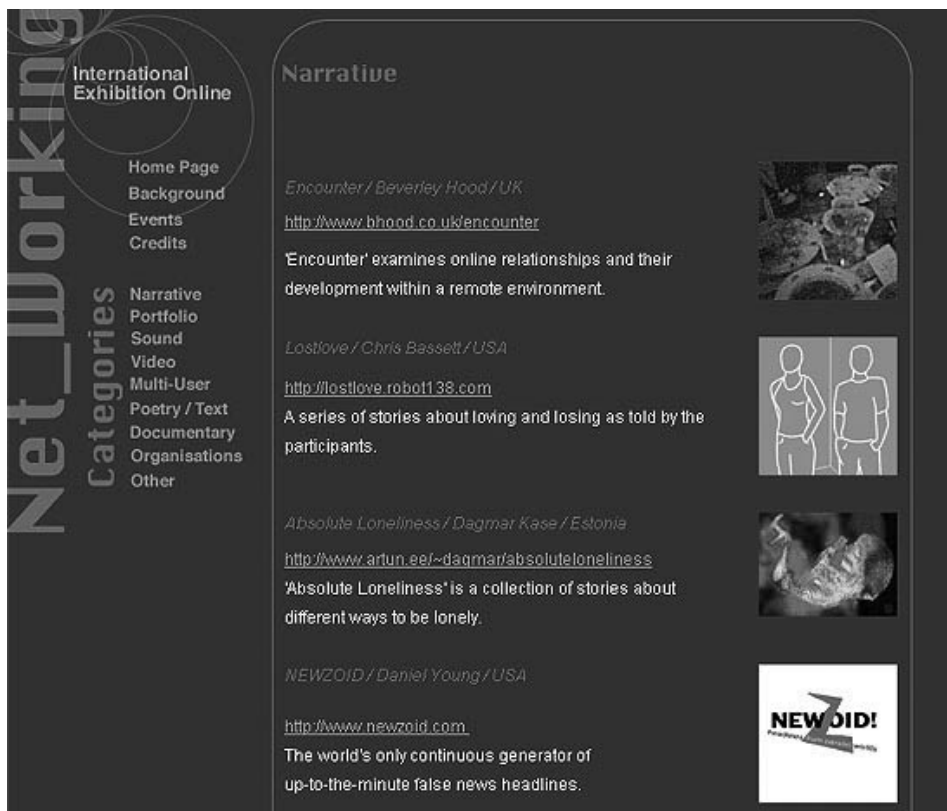 Net_Working
International
Exhibition Online
Home Page
Background
Events
Credits
Categories
Narrative
Portfolio
Sound
Video
Multi-User
Poetry / Text
Documentary
Organisations
Other
Narrative
Encounter / Beverley Hood / UK
http://www.bhood.co.uk/encounter
'Encounter' examines online relationships and their
development within a remote environment.
Lostlove / Chris Bassett / USA
http://lostlove.robot138.com
A series of stories about loving and losing as told by the
participants.
Absolute Loneliness / Dagmar Kase / Estonia
http://www.artun.ee/~dagmar/absoluteloneliness
'Absolute Loneliness' is a collection of stories about
different ways to be lonely.
NEWZOID / Daniel Young / USA
http://www.newzoid.com
The world's only continuous generator of
up-to-the-minute false news headlines.
NEWZOID!